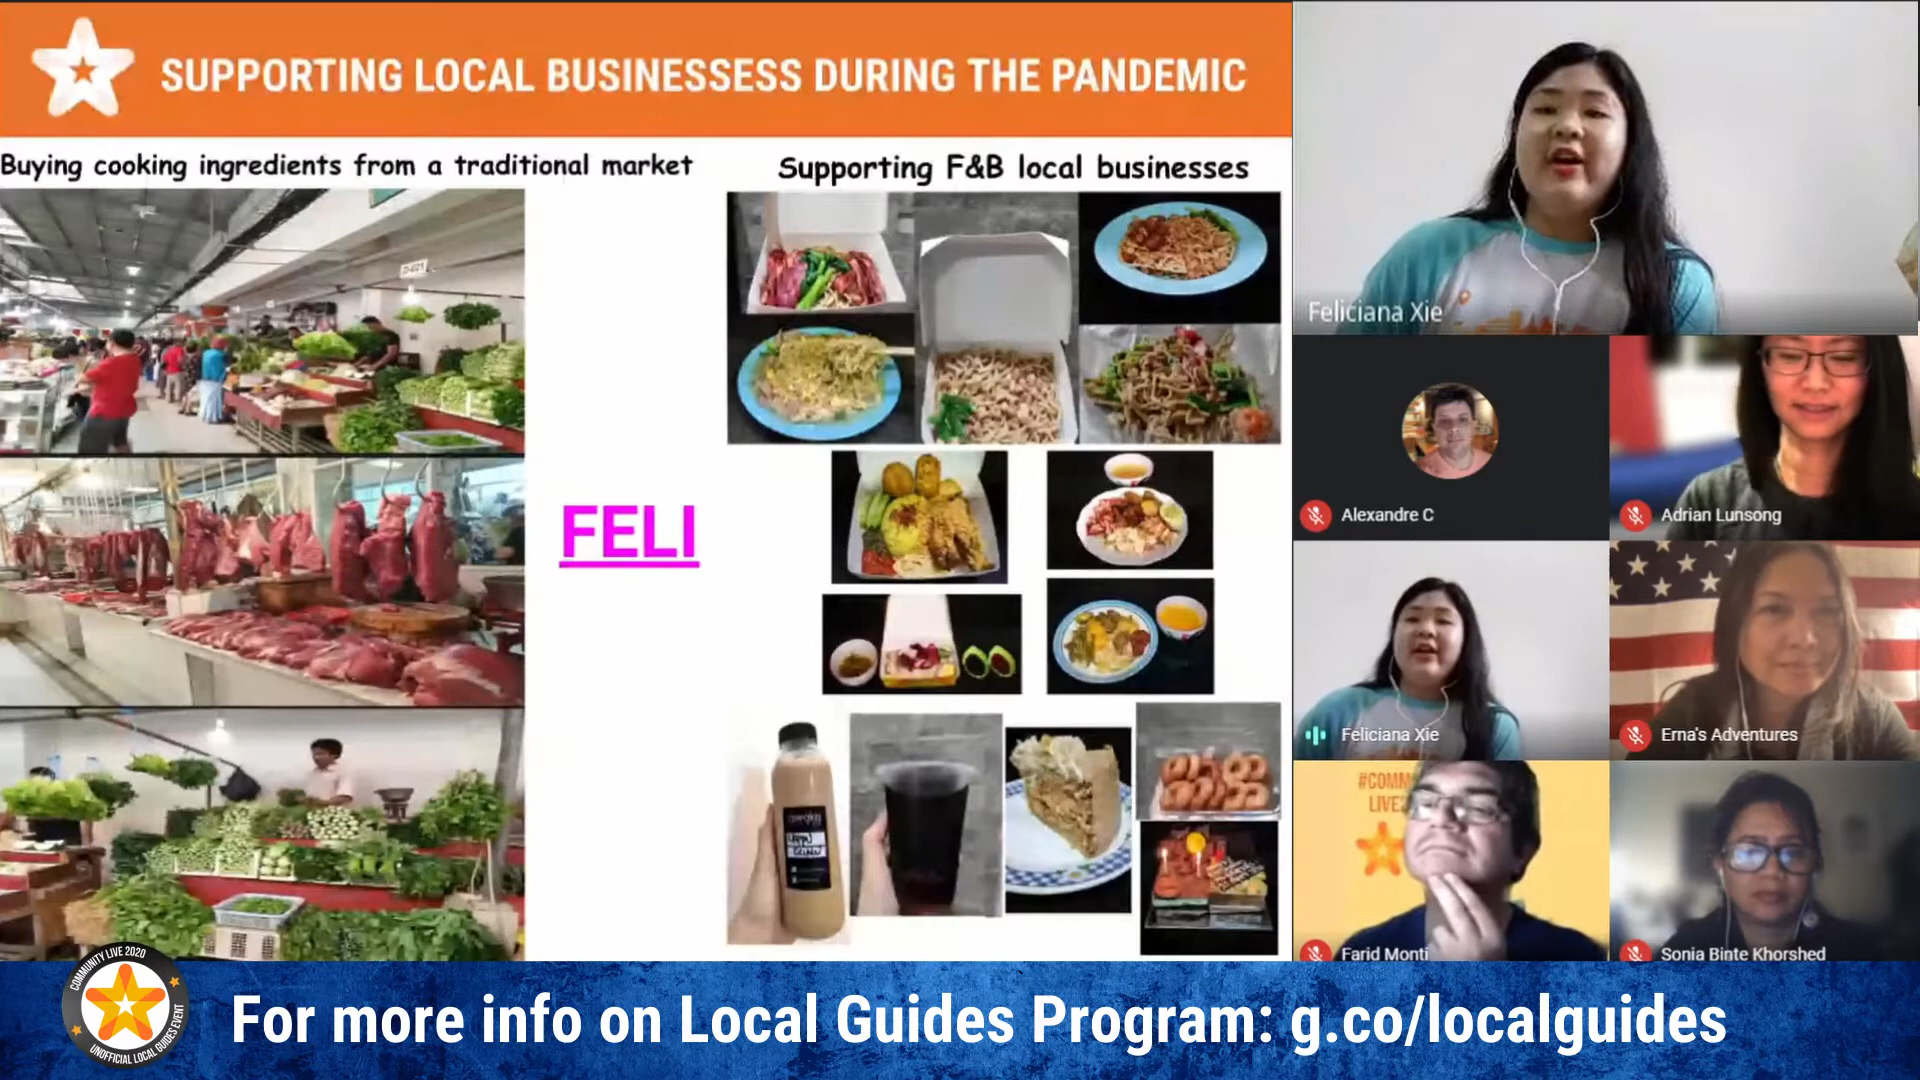 SUPPORTING LOCAL BUSINESSESS DURING THE PANDEMIC
Buying cooking ingredients from a traditional market
Supporting F&B local businesses
FELI
Feliciana Xie
Alexandre C
Adrian Lunsong
Feliciana Xie
Erna's Adventures
#COMM
LIVE
Farid Monti
Sonia Binte Khorshed
COMMUNITY LIVE 2020
UNOFFICIAL LOCAL GUIDES EVENT
For more info on Local Guides Program: g.co/localguides